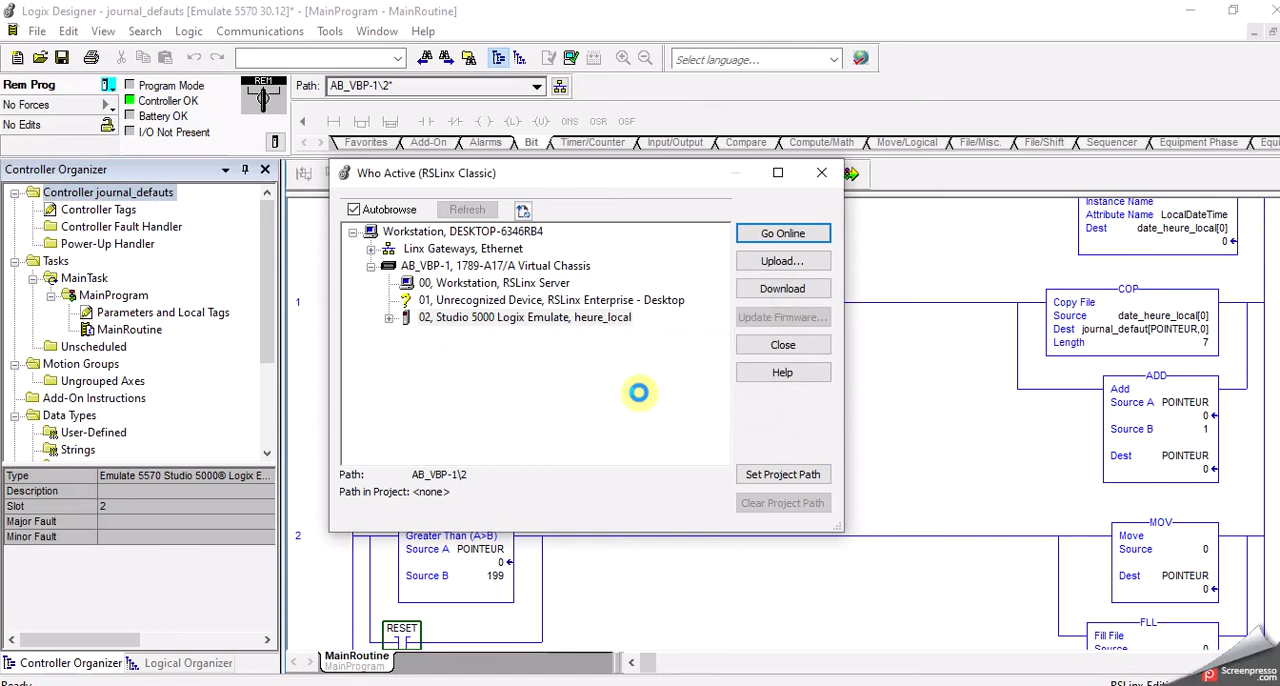 Logix Designer - journal_defauts [Emulate 5570 30.12]* - [MainProgram - MainRoutine]
File Edit View Search Logic Communications Tools Window Help
Select language...
Rem Prog
No Forces
No Edits
Program Mode
Controller OK
Battery OK
I/O Not Present
REM
Path: AB_VBP-1\2*
ONS OSR OSF
Favorites Add-On Alarms Bit Timer/Counter Input/Output Compare Compute/Math Move/Logical File/Misc. File/Shift Sequencer Equipment Phase
Controller Organizer
Controller journal_defauts
Controller Tags
Controller Fault Handler
Power-Up Handler
Tasks
MainTask
MainProgram
Parameters and Local Tags
MainRoutine
Unscheduled
Motion Groups
Ungrouped Axes
Add-On Instructions
Data Types
User-Defined
Strings
Type Emulate 5570 Studio 5000® Logix E...
Description
Slot 2
Major Fault
Minor Fault
Controller Organizer Logical Organizer
Who Active (RSLinx Classic)
Autobrowse Refresh
Workstation, DESKTOP-6346RB4
Linx Gateways, Ethernet
AB_VBP-1, 1789-A17/A Virtual Chassis
00, Workstation, RSLinx Server
01, Unrecognized Device, RSLinx Enterprise - Desktop
02, Studio 5000 Logix Emulate, heure_local
Path: AB_VBP-1\2
Path in Project: <none>
Go Online
Upload...
Download
Update Firmware...
Close
Help
Set Project Path
Clear Project Path
Instance Name
Attribute Name LocalDateTime
Dest date_heure_local[0]
0
1
COP
Copy File
Source date_heure_local[0]
Dest journal_defaut[POINTEUR,0]
Length 7
ADD
Add
Source A POINTEUR
0
Source B 1
Dest POINTEUR
0
2
Greater Than (A>B)
Source A POINTEUR
0
Source B 199
RESET
MOV
Move
Source 0
Dest POINTEUR
0
FLL
Fill File
MainRoutine
MainProgram
Screenpresso
.com